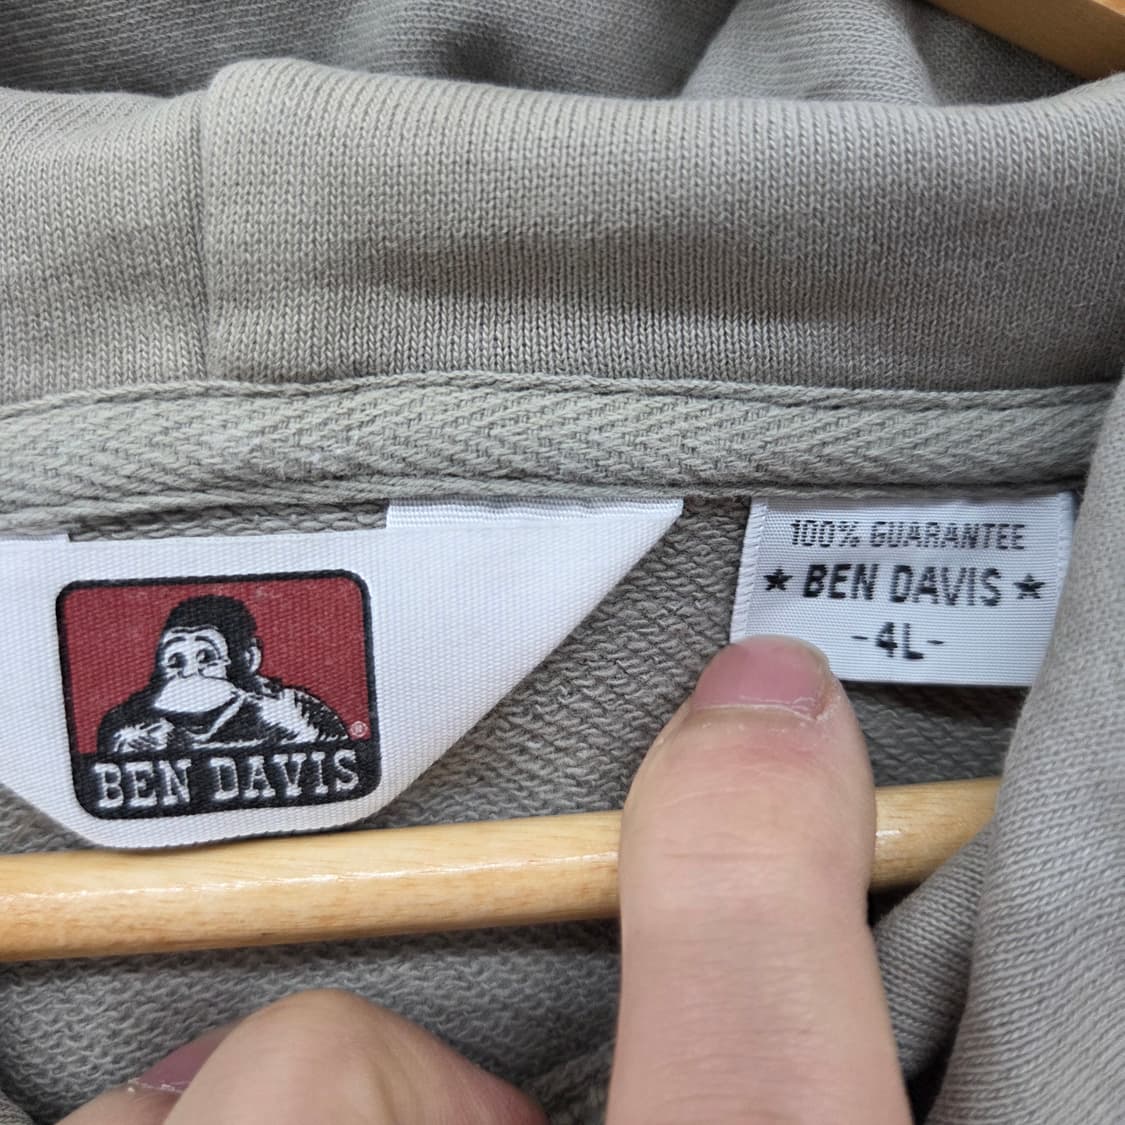 BEN DAVIS
®
100% GUARANTEE
★ BEN DAVIS ★
-4L-